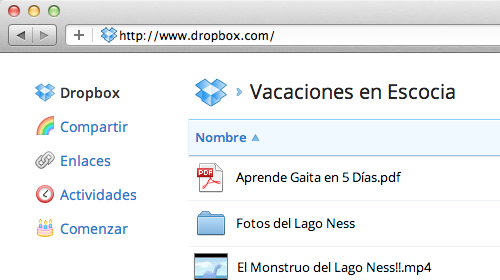 http://www.dropbox.com/
Dropbox
Compartir
Enlaces
Actividades
Comenzar
Vacaciones en Escocia
Nombre
PDF
Aprende Gaita en 5 Días.pdf
Fotos del Lago Ness
El Monstruo del Lago Ness!!.mp4